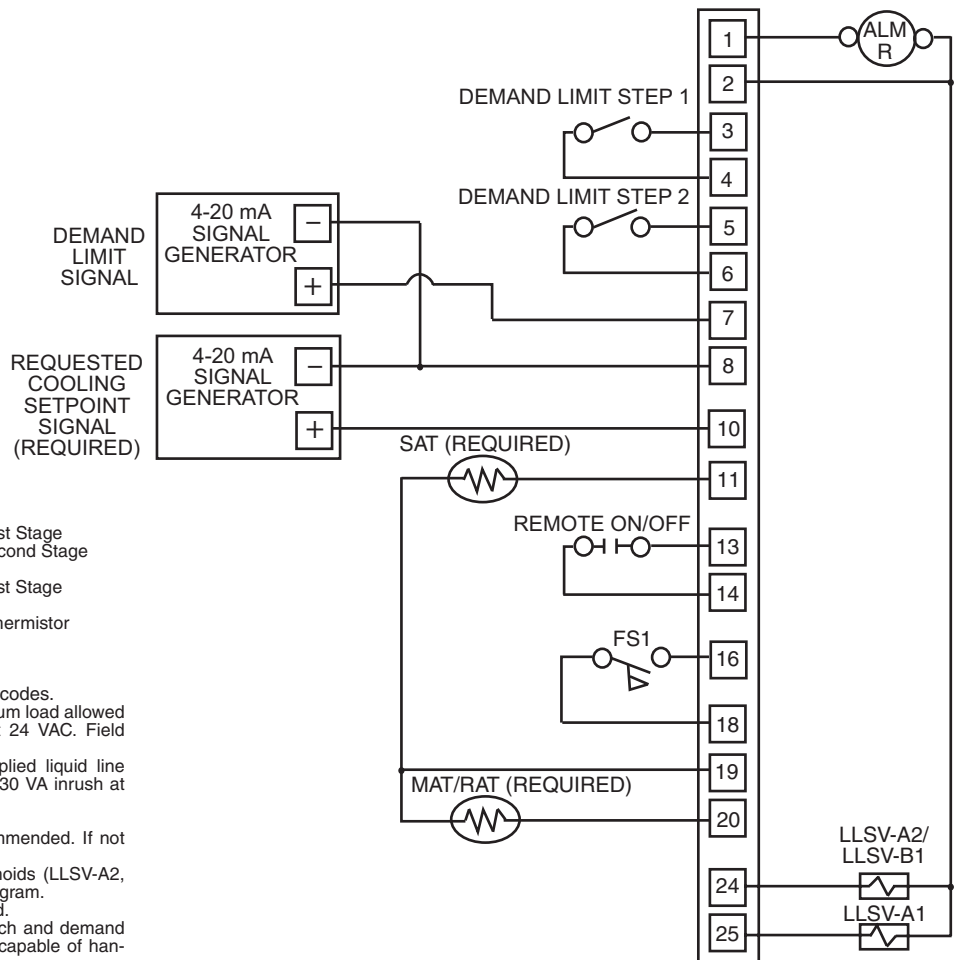 1
ALM
R
2
DEMAND LIMIT STEP 1
3
4
DEMAND LIMIT STEP 2
5
6
DEMAND
LIMIT
SIGNAL
4-20 mA
SIGNAL
GENERATOR
−
+
7
8
REQUESTED
COOLING
SETPOINT
SIGNAL
(REQUIRED)
4-20 mA
SIGNAL
GENERATOR
−
+
10
SAT (REQUIRED)
11
REMOTE ON/OFF
13
14
FS1
16
18
19
MAT/RAT (REQUIRED)
20
LLSV-A2/
LLSV-B1
24
LLSV-A1
25
st Stage
cond Stage
st Stage
hermistor
codes.
um load allowed
24 VAC. Field
plied liquid line
30 VA inrush at
mmended. If not
noids (LLSV-A2,
gram.
d.
ch and demand
capable of han-